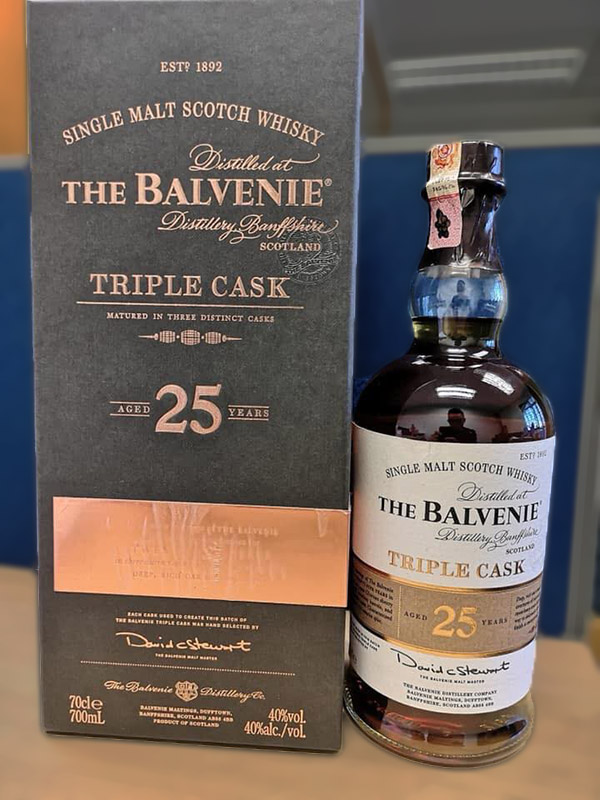 ESTD 1892
SINGLE MALT SCOTCH WHISKY
Distilled at
THE BALVENIE®
Distillery, Banffshire
SCOTLAND
TRIPLE CASK
MATURED IN THREE DISTINCT CASKS
AGED 25 YEARS
EACH CASK USED TO CREATE THIS BATCH OF
THE BALVENIE TRIPLE CASK WAS HAND SELECTED BY
David C Stewart
THE BALVENIE MALT MASTER
The Balvenie Distillery Co.
70cl e
700mL
BALVENIE MALTINGS, DUFFTOWN,
BANFFSHIRE, SCOTLAND AB55 4BB
PRODUCT OF SCOTLAND
40%vol
40%alc./vol.
ESTD 1892
SINGLE MALT SCOTCH WHISKY
Distilled at
THE BALVENIE®
Distillery, Banffshire
SCOTLAND
TRIPLE CASK
AGED 25 YEARS
David C Stewart
THE BALVENIE MALT MASTER
THE BALVENIE DISTILLERY COMPANY
BALVENIE MALTINGS, DUFFTOWN,
BANFFSHIRE, SCOTLAND AB55 4BB